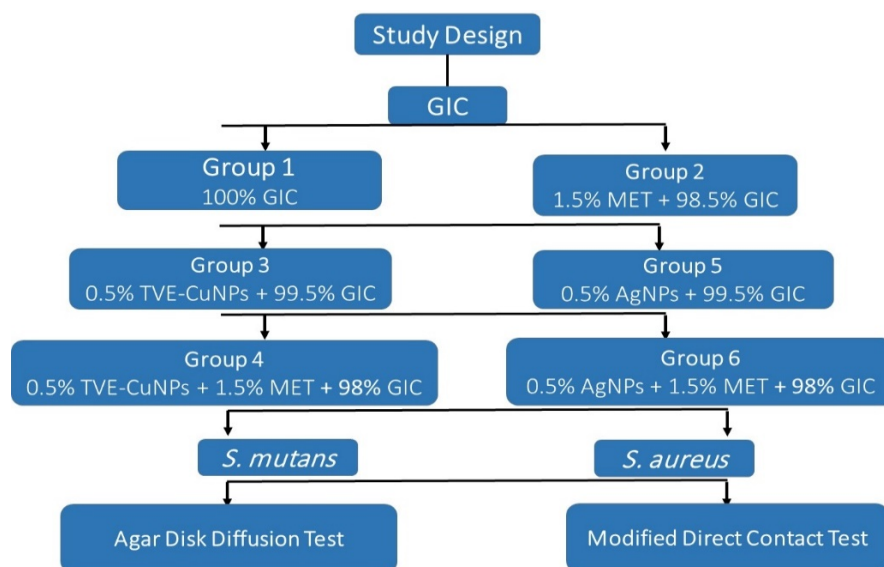 Study Design
GIC
Group 1
100% GIC
Group 2
1.5% MET + 98.5% GIC
Group 3
0.5% TVE-CuNPs + 99.5% GIC
Group 5
0.5% AgNPs + 99.5% GIC
Group 4
0.5% TVE-CuNPs + 1.5% MET + 98% GIC
Group 6
0.5% AgNPs + 1.5% MET + 98% GIC
S. mutans
S. aureus
Agar Disk Diffusion Test
Modified Direct Contact Test